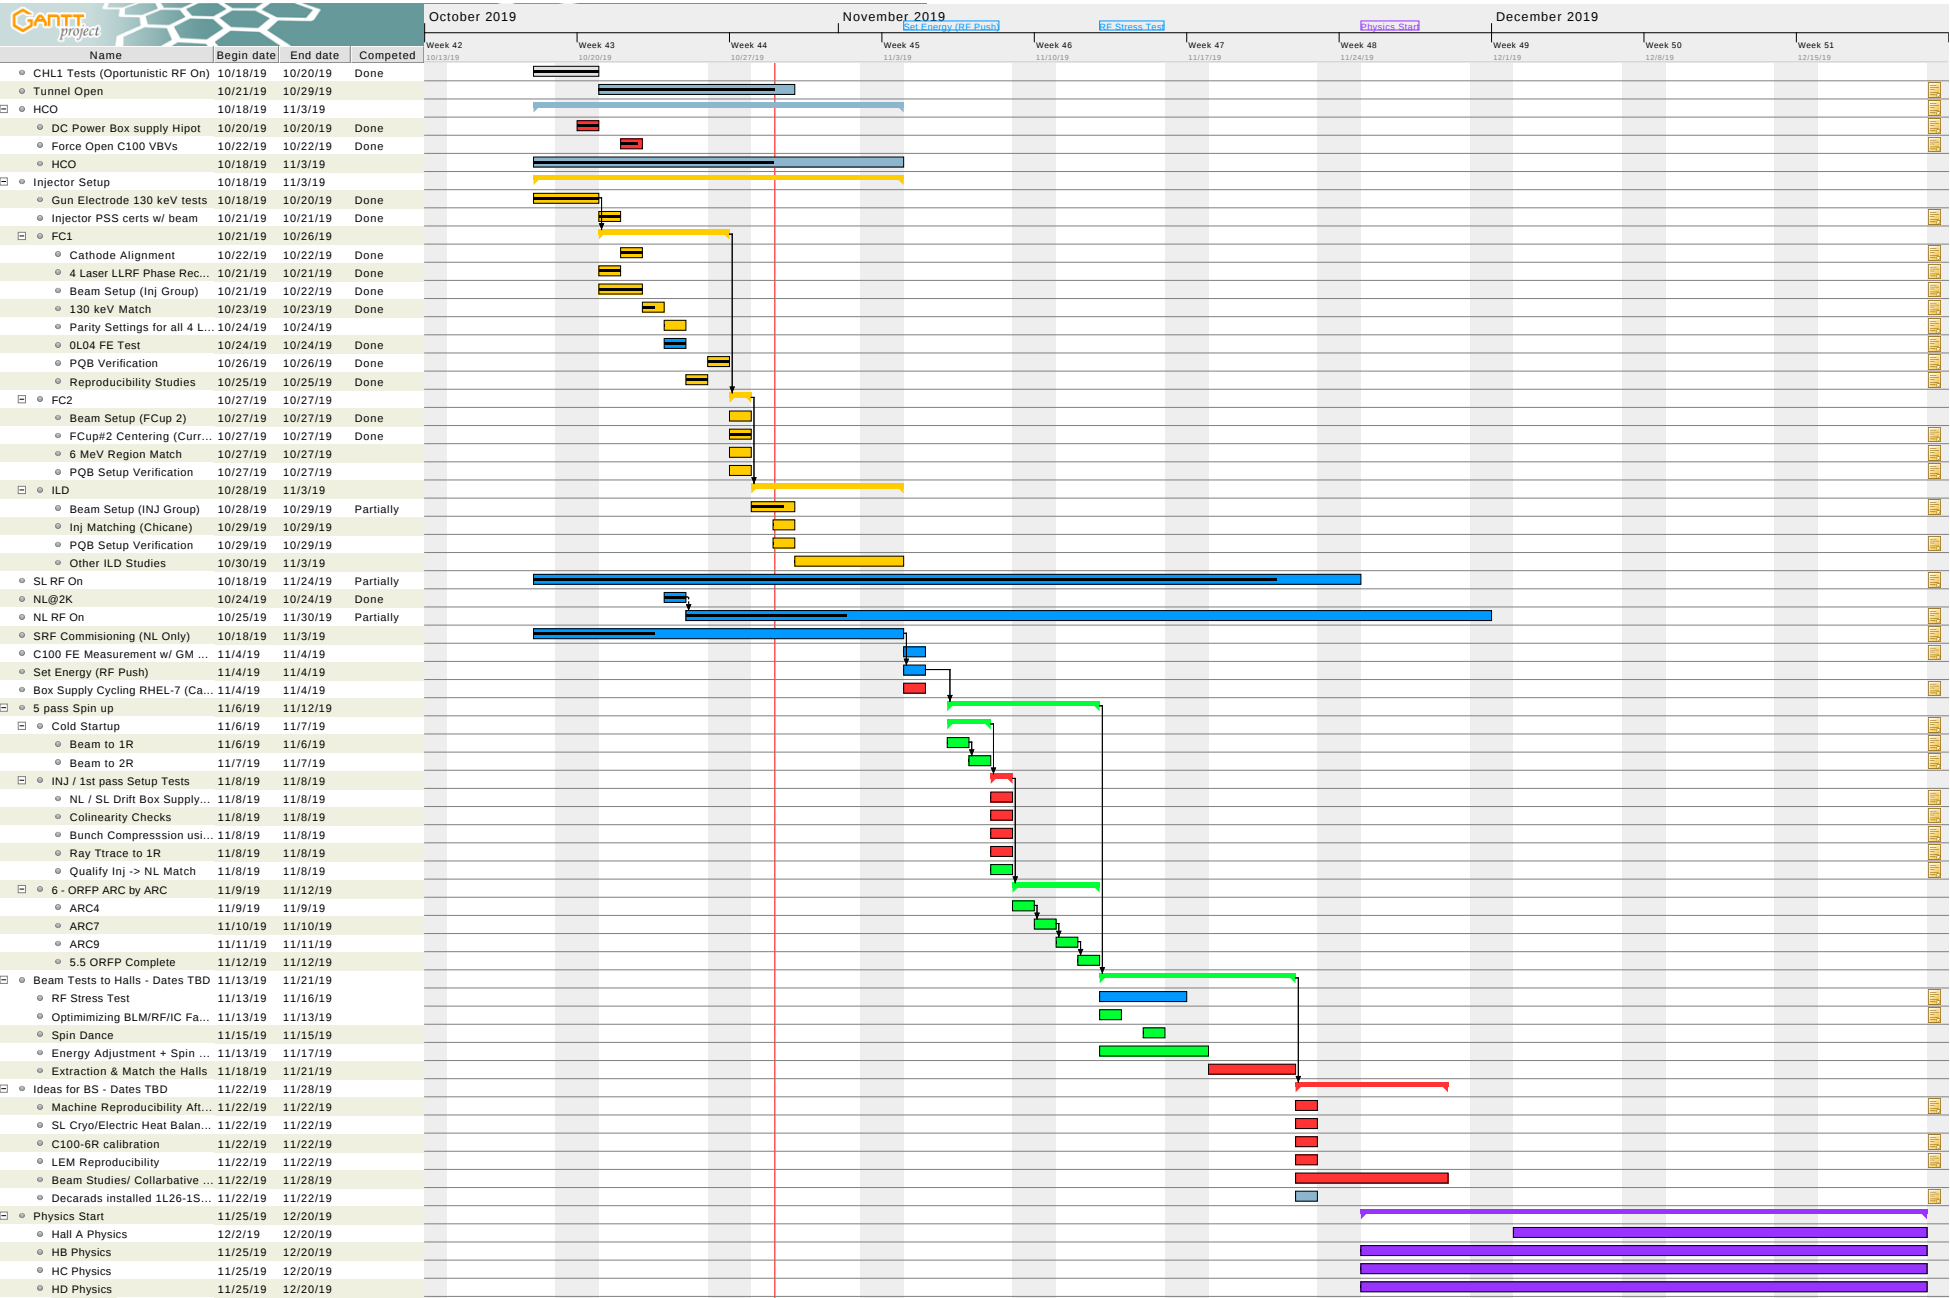 GANTT project
October 2019 November 2019 December 2019
Set Energy (RF Push) RF Stress Test Physics Start
Week 42 Week 43 Week 44 Week 45 Week 46 Week 47 Week 48 Week 49 Week 50 Week 51
10/13/19 10/20/19 10/27/19 11/3/19 11/10/19 11/17/19 11/24/19 12/1/19 12/8/19 12/15/19
Name Begin date End date Competed
CHL1 Tests (Oportunistic RF On) 10/18/19 10/20/19 Done
Tunnel Open 10/21/19 10/29/19
HCO 10/18/19 11/3/19
DC Power Box supply Hipot 10/20/19 10/20/19 Done
Force Open C100 VBVs 10/22/19 10/22/19 Done
HCO 10/18/19 11/3/19
Injector Setup 10/18/19 11/3/19
Gun Electrode 130 keV tests 10/18/19 10/20/19 Done
Injector PSS certs w/ beam 10/21/19 10/21/19 Done
FC1 10/21/19 10/26/19
Cathode Alignment 10/22/19 10/22/19 Done
4 Laser LLRF Phase Rec... 10/21/19 10/21/19 Done
Beam Setup (Inj Group) 10/21/19 10/22/19 Done
130 keV Match 10/23/19 10/23/19 Done
Parity Settings for all 4 L... 10/24/19 10/24/19
0L04 FE Test 10/24/19 10/24/19 Done
PQB Verification 10/26/19 10/26/19 Done
Reproducibility Studies 10/25/19 10/25/19 Done
FC2 10/27/19 10/27/19
Beam Setup (FCup 2) 10/27/19 10/27/19 Done
FCup#2 Centering (Curr... 10/27/19 10/27/19 Done
6 MeV Region Match 10/27/19 10/27/19
PQB Setup Verification 10/27/19 10/27/19
ILD 10/28/19 11/3/19
Beam Setup (INJ Group) 10/28/19 10/29/19 Partially
Inj Matching (Chicane) 10/29/19 10/29/19
PQB Setup Verification 10/29/19 10/29/19
Other ILD Studies 10/30/19 11/3/19
SL RF On 10/18/19 11/24/19 Partially
NL@2K 10/24/19 10/24/19 Done
NL RF On 10/25/19 11/30/19 Partially
SRF Commisioning (NL Only) 10/18/19 11/3/19
C100 FE Measurement w/ GM ... 11/4/19 11/4/19
Set Energy (RF Push) 11/4/19 11/4/19
Box Supply Cycling RHEL-7 (Ca... 11/4/19 11/4/19
5 pass Spin up 11/6/19 11/12/19
Cold Startup 11/6/19 11/7/19
Beam to 1R 11/6/19 11/6/19
Beam to 2R 11/7/19 11/7/19
INJ / 1st pass Setup Tests 11/8/19 11/8/19
NL / SL Drift Box Supply... 11/8/19 11/8/19
Colinearity Checks 11/8/19 11/8/19
Bunch Compresssion usi... 11/8/19 11/8/19
Ray Ttrace to 1R 11/8/19 11/8/19
Qualify Inj -> NL Match 11/8/19 11/8/19
6 - ORFP ARC by ARC 11/9/19 11/12/19
ARC4 11/9/19 11/9/19
ARC7 11/10/19 11/10/19
ARC9 11/11/19 11/11/19
5.5 ORFP Complete 11/12/19 11/12/19
Beam Tests to Halls - Dates TBD 11/13/19 11/21/19
RF Stress Test 11/13/19 11/16/19
Optimimizing BLM/RF/IC Fa... 11/13/19 11/13/19
Spin Dance 11/15/19 11/15/19
Energy Adjustment + Spin ... 11/13/19 11/17/19
Extraction & Match the Halls 11/18/19 11/21/19
Ideas for BS - Dates TBD 11/22/19 11/28/19
Machine Reproducibility Aft... 11/22/19 11/22/19
SL Cryo/Electric Heat Balan... 11/22/19 11/22/19
C100-6R calibration 11/22/19 11/22/19
LEM Reproducibility 11/22/19 11/22/19
Beam Studies/ Collarbative ... 11/22/19 11/28/19
Decarads installed 1L26-1S... 11/22/19 11/22/19
Physics Start 11/25/19 12/20/19
Hall A Physics 12/2/19 12/20/19
HB Physics 11/25/19 12/20/19
HC Physics 11/25/19 12/20/19
HD Physics 11/25/19 12/20/19